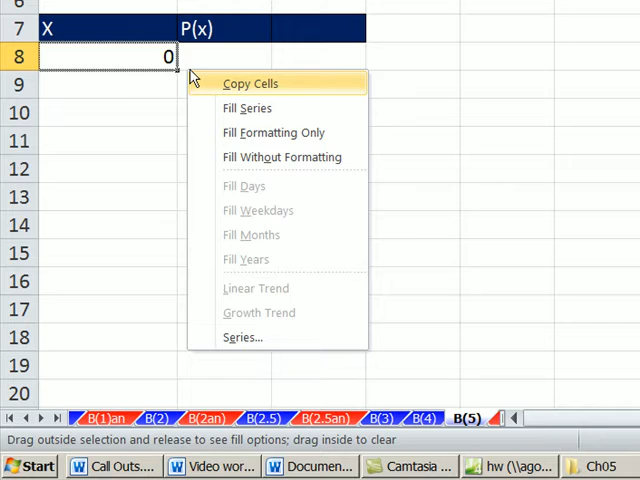 6
7 X P(x)
8 0
9
Copy Cells
Fill Series
10
Fill Formatting Only
11
Fill Without Formatting
12
Fill Days
13
Fill Weekdays
14
Fill Months
15
Fill Years
16
Linear Trend
17
Growth Trend
18
Series...
19
20
B(1)an B(2) B(2an) B(2.5) B(2.5an) B(3) B(4) B(5)
Drag outside selection and release to see fill options; drag inside to clear
Start Call Outs.... Video wor... Documen... Camtasia ... hw (\\ago... Ch05